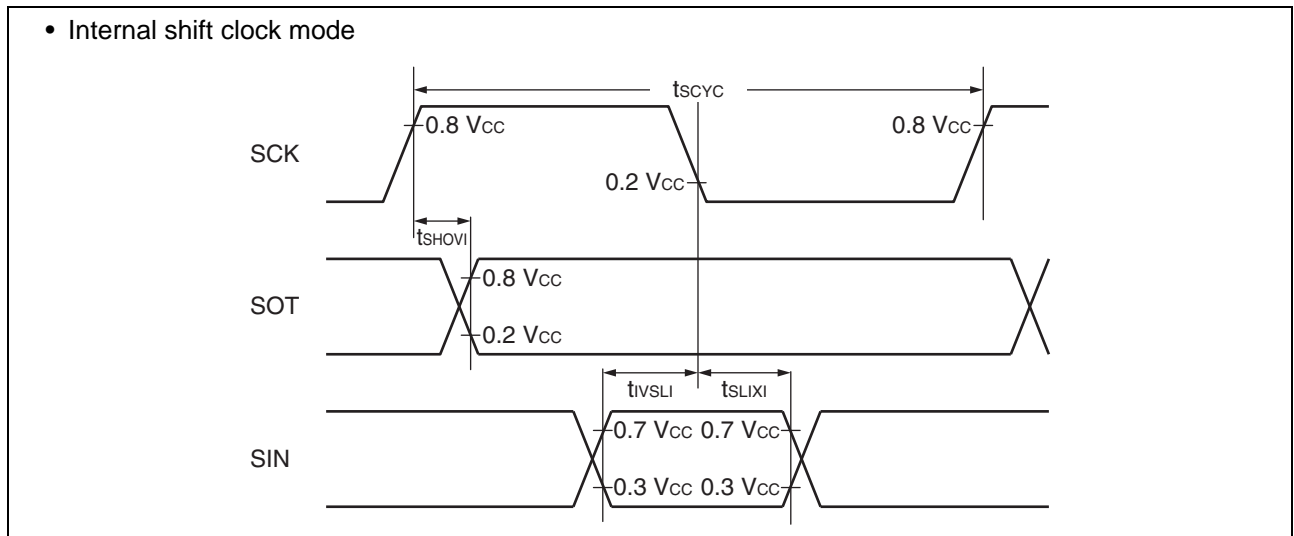 • Internal shift clock mode
tSCYC
SCK
0.8 VCC
0.8 VCC
0.2 VCC
tSHOVI
SOT
0.8 VCC
0.2 VCC
tIVSLI
tSLIXI
SIN
0.7 VCC 0.7 VCC
0.3 VCC 0.3 VCC